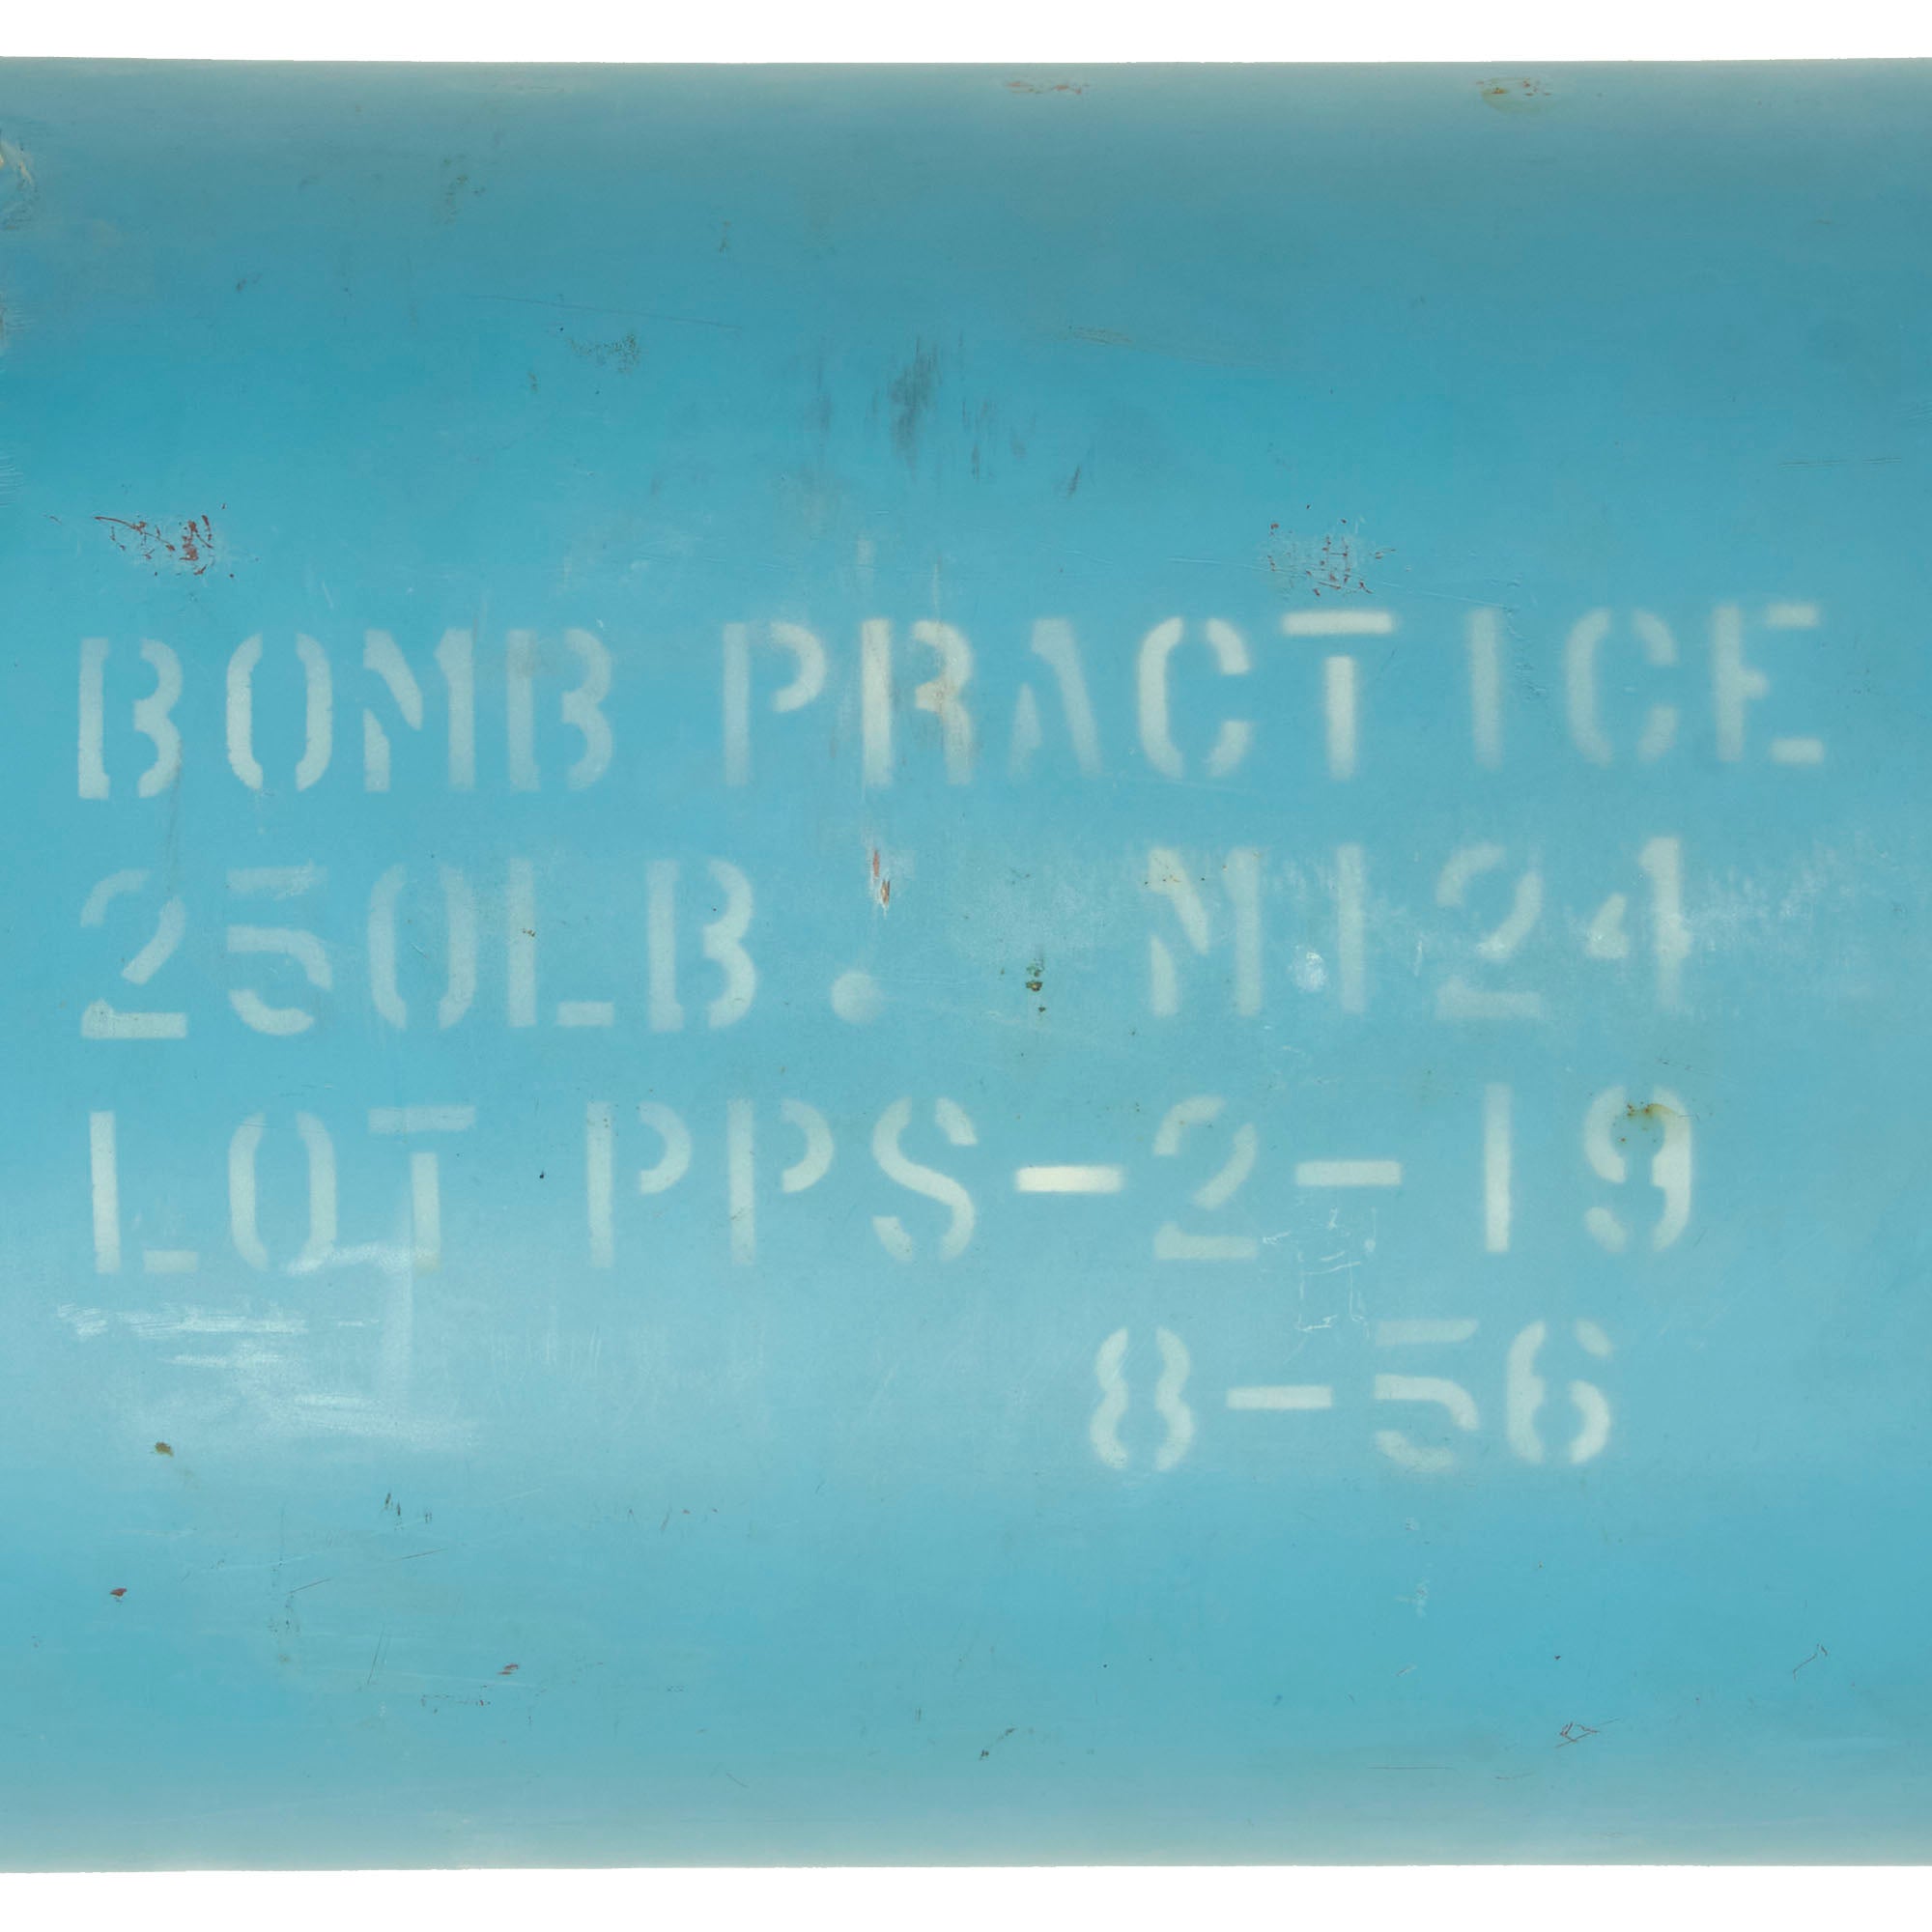 BOMB PRACTICE
250LB. M124
LOT PPS-2-19
8-56